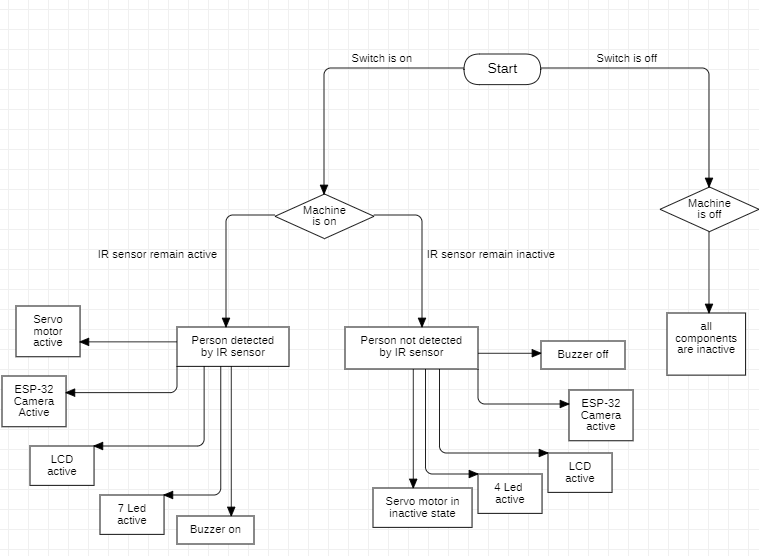 Switch is on
Start
Switch is off
Machine
is on
Machine
is off
IR sensor remain active
IR sensor remain inactive
Servo
motor
active
Person detected
by IR sensor
Person not detected
by IR sensor
all
components
are inactive
Buzzer off
ESP-32
Camera
Active
ESP-32
Camera
active
LCD
active
LCD
active
7 Led
active
Buzzer on
Servo motor in
inactive state
4 Led
active